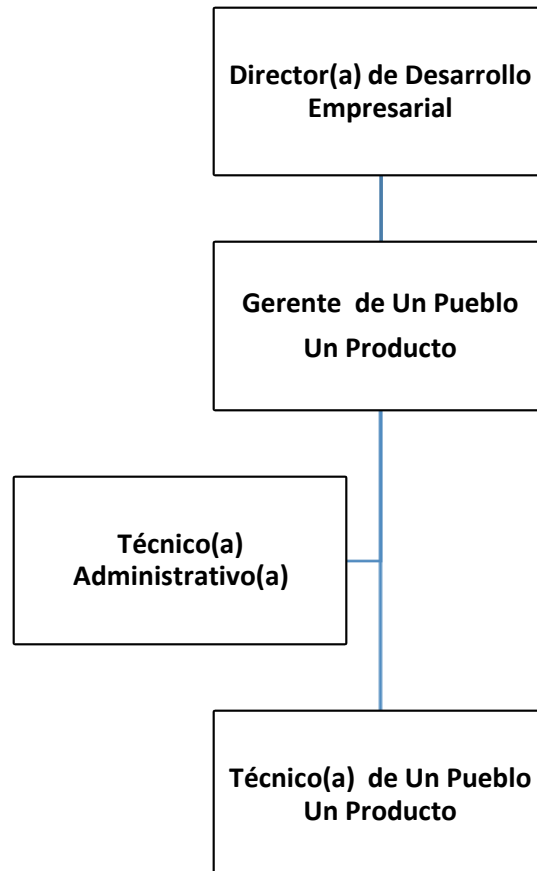 Director(a) de Desarrollo
Empresarial
Gerente de Un Pueblo
Un Producto
Técnico(a)
Administrativo(a)
Técnico(a) de Un Pueblo
Un Producto